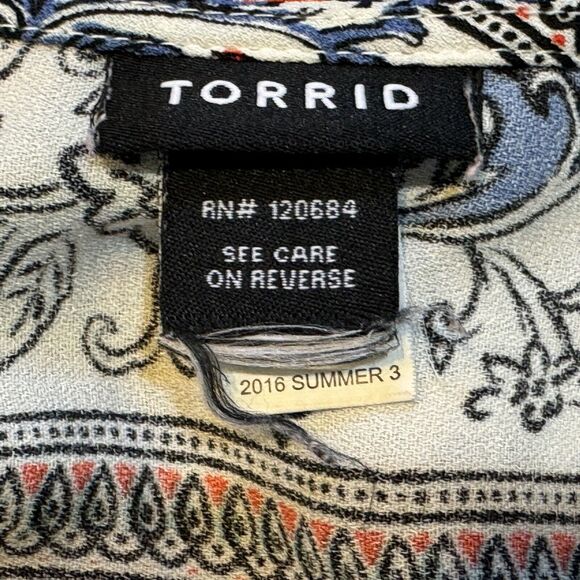 TORRID
RN# 120684
SEE CARE
ON REVERSE
2016 SUMMER 3